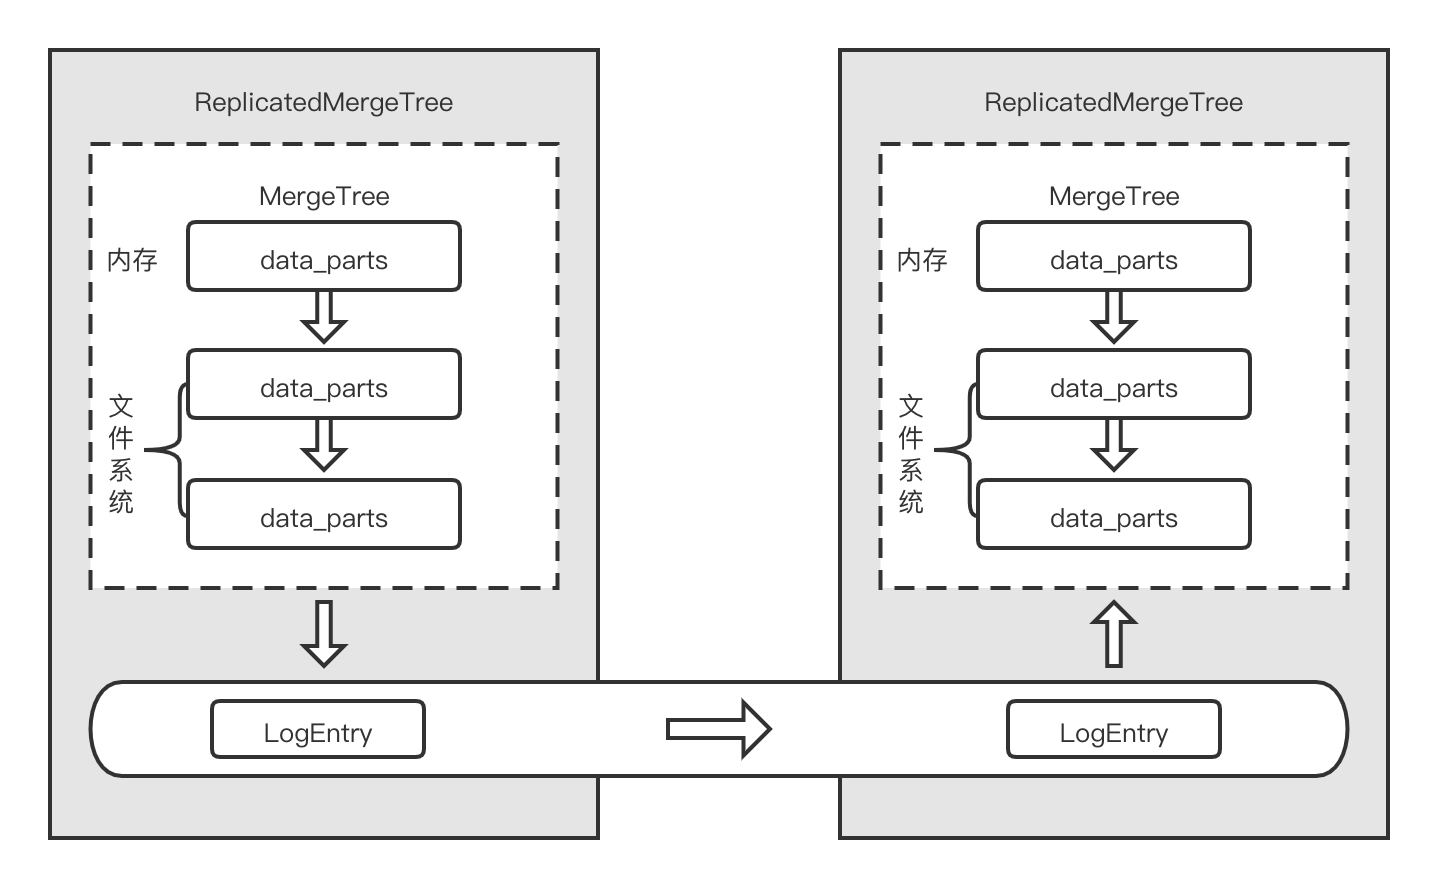 ReplicatedMergeTree
MergeTree
内存
data_parts
data_parts
文件系统
data_parts
LogEntry
ReplicatedMergeTree
MergeTree
内存
data_parts
data_parts
文件系统
data_parts
LogEntry